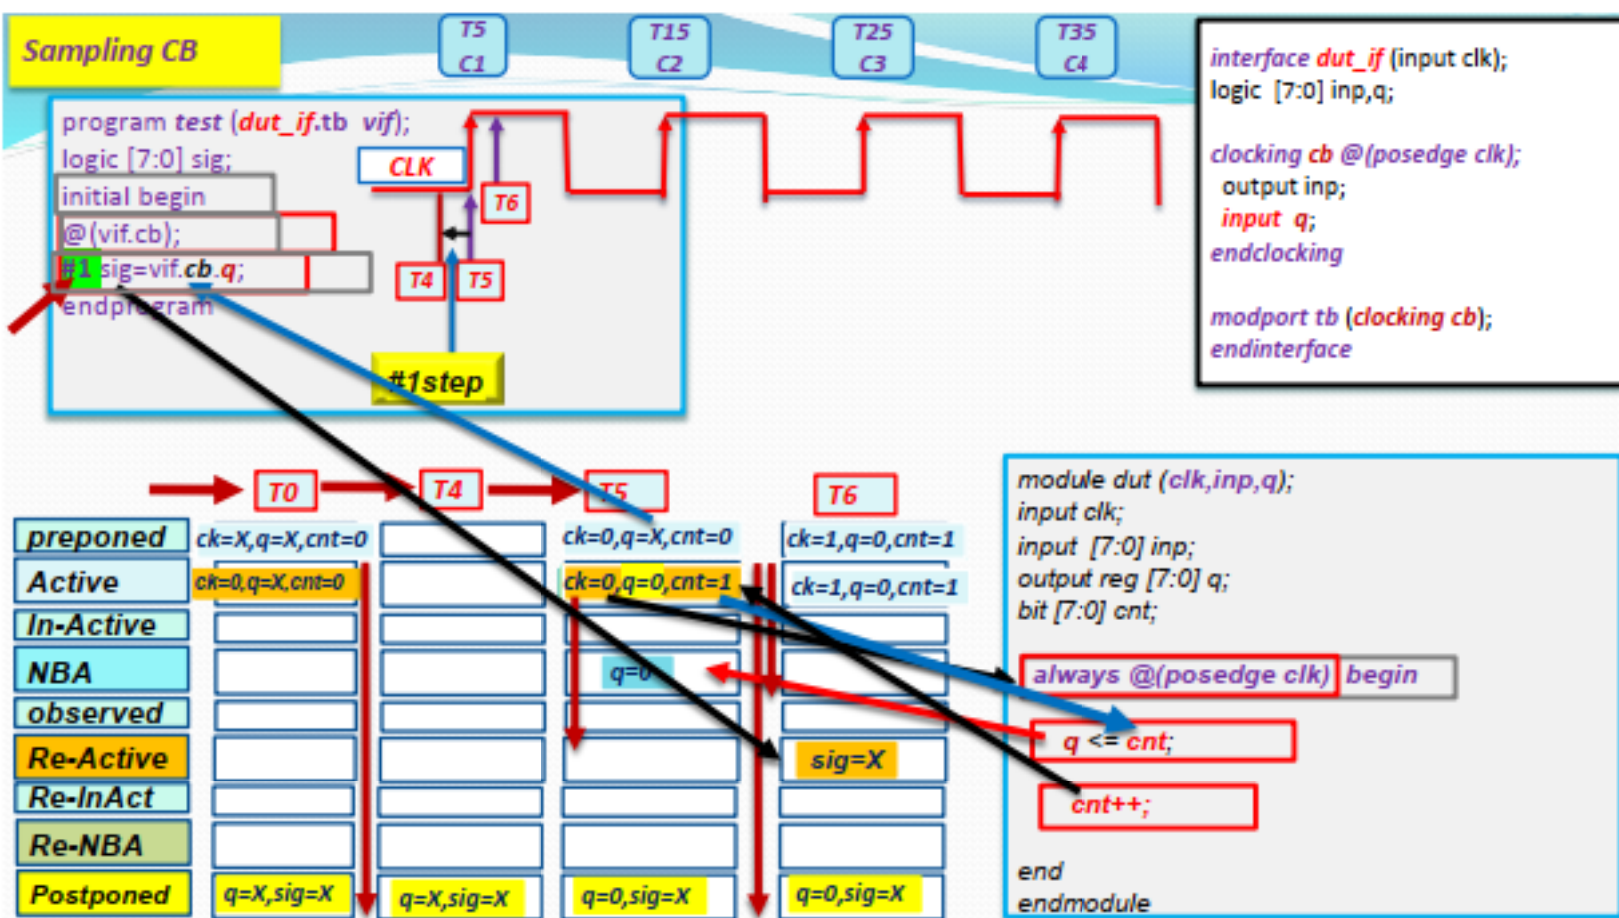 Sampling CB
T5
C1
T15
C2
T25
C3
T35
C4
program test (dut_if.tb vif);
logic [7:0] sig;
initial begin
@(vif.cb);
#1 sig=vif.cb.q;
endprogram
CLK
T6
T4
T5
#1step
interface dut_if (input clk);
logic [7:0] inp,q;
clocking cb @(posedge clk);
output inp;
input q;
endclocking
modport tb (clocking cb);
endinterface
T0
T4
T5
T6
preponed
ck=X,q=X,cnt=0
ck=0,q=X,cnt=0
ck=1,q=0,cnt=1
Active
ck=0,q=X,cnt=0
ck=0,q=0,cnt=1
ck=1,q=0,cnt=1
In-Active
NBA
q=0
observed
Re-Active
sig=X
Re-InAct
Re-NBA
Postponed
q=X,sig=X
q=X,sig=X
q=0,sig=X
q=0,sig=X
module dut (clk,inp,q);
input clk;
input [7:0] inp;
output reg [7:0] q;
bit [7:0] cnt;
always @(posedge clk) begin
q <= cnt;
cnt++;
end
endmodule